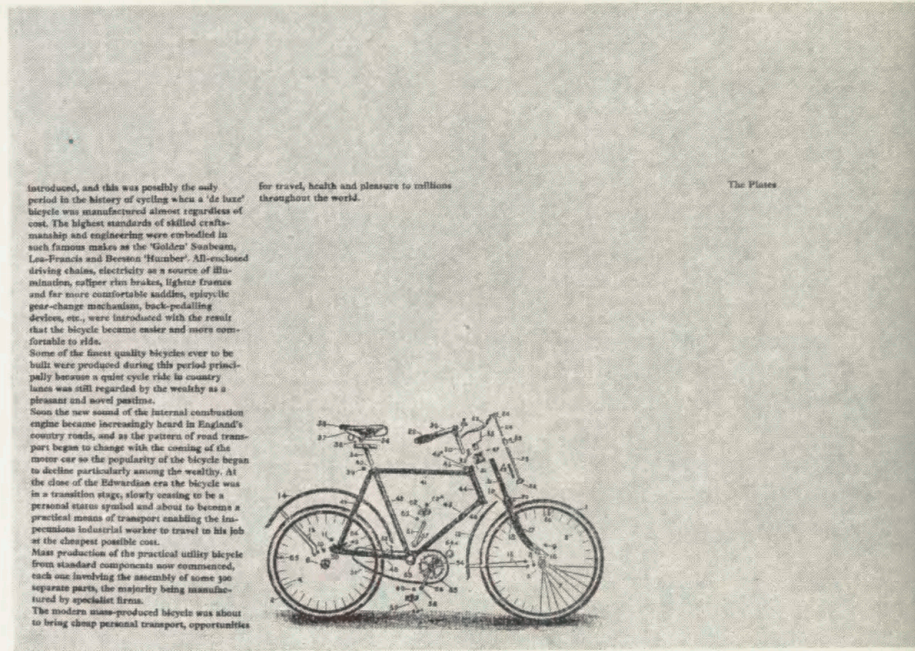 introduced, and this was possibly the only
period in the history of cycling when a 'de luxe'
bicycle was manufactured almost regardless of
cost. The highest standards of skilled crafts-
manship and engineering were embodied in
such famous makes as the 'Golden' Sunbeam,
Lea-Francis and Beeston 'Humber'. All-enclosed
driving chains, electricity as a source of illu-
mination, caliper rim brakes, lighter frames
and far more comfortable saddles, epicyclic
gear-change mechanism, back-pedalling
devices, etc., were introduced with the result
that the bicycle became easier and more com-
fortable to ride.
Some of the finest quality bicycles ever to be
built were produced during this period princi-
pally because a quiet cycle ride in country
lanes was still regarded by the wealthy as a
pleasant and novel pastime.
Soon the new sound of the internal combustion
engine became increasingly heard in England's
country roads, and as the pattern of road trans-
port began to change with the coming of the
motor car so the popularity of the bicycle began
to decline particularly among the wealthy. At
the close of the Edwardian era the bicycle was
in a transition stage, slowly ceasing to be a
personal status symbol and about to become a
practical means of transport enabling the im-
pecunious industrial worker to travel to his job
at the cheapest possible cost.
Mass production of the practical utility bicycle
from standard components now commenced,
each one involving the assembly of some 300
separate parts, the majority being manufac-
tured by specialist firms.
The modern mass-produced bicycle was about
to bring cheap personal transport, opportunities
for travel, health and pleasure to millions
throughout the world.
The Plates